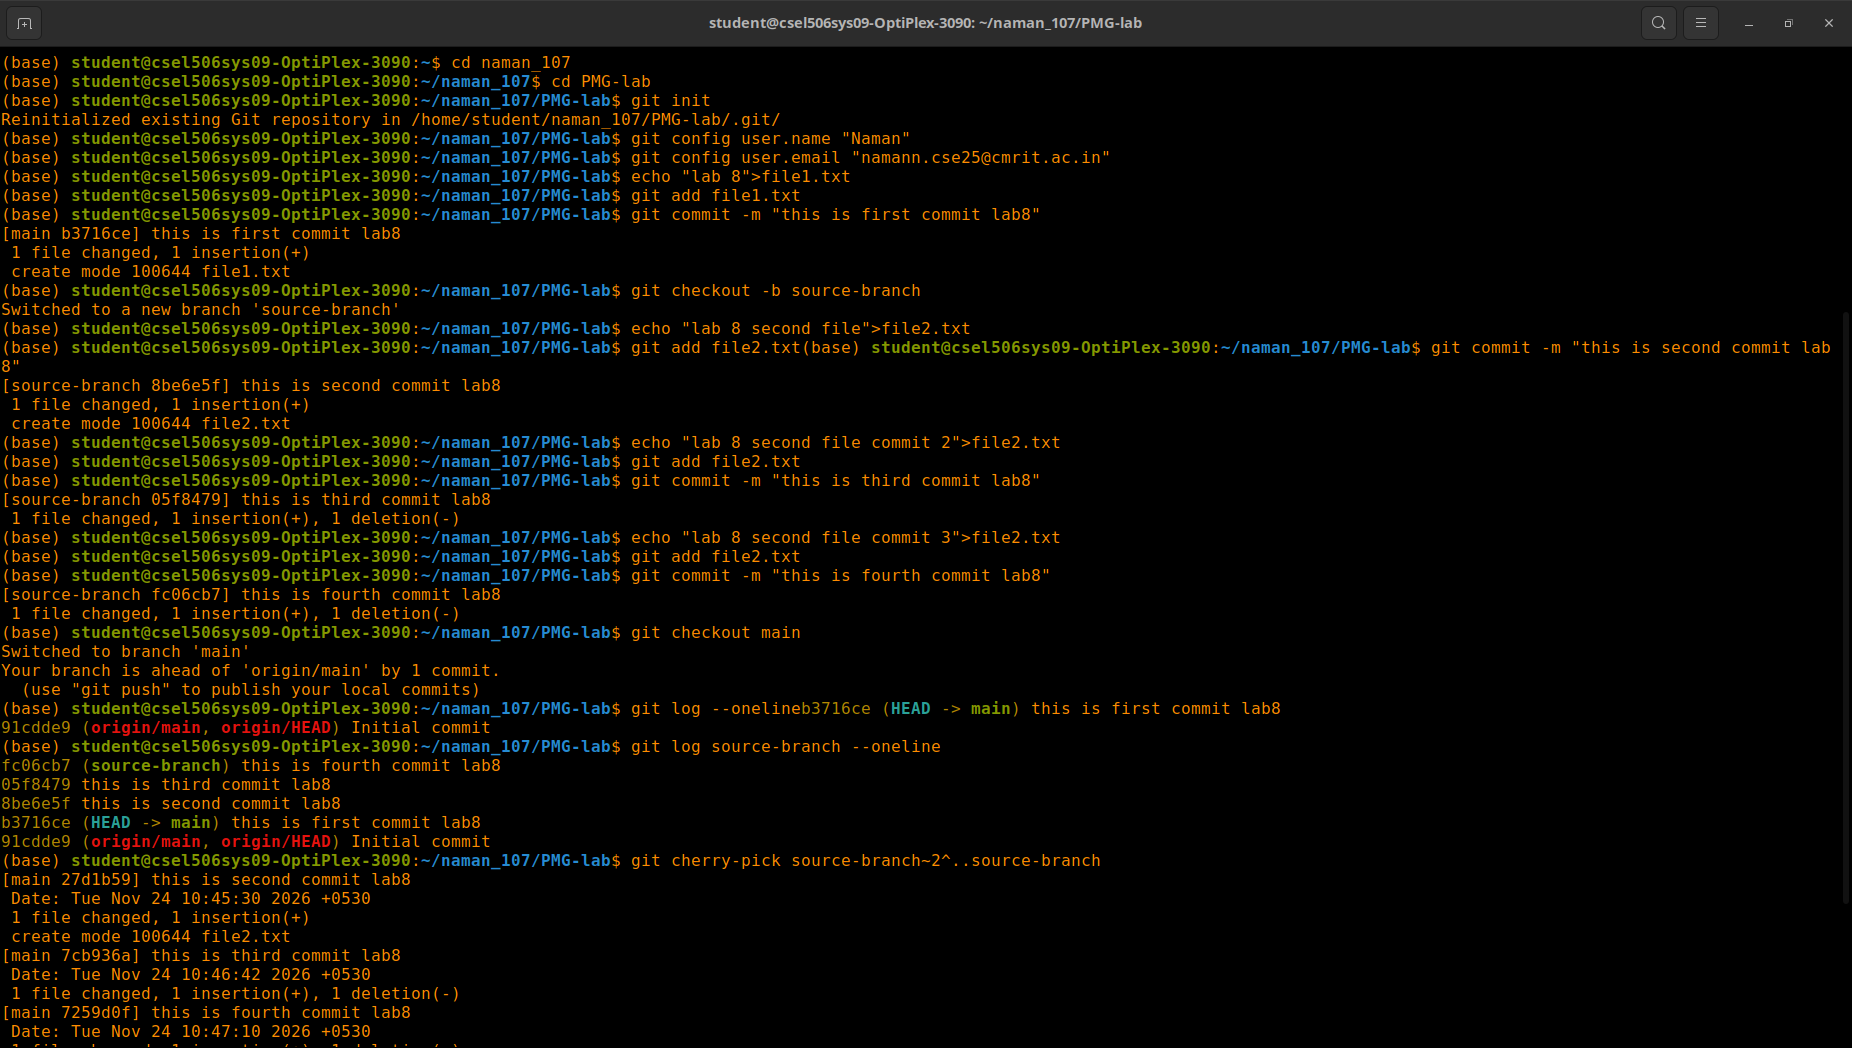 student@csel506sys09-OptiPlex-3090: ~/naman_107/PMG-lab
(base) student@csel506sys09-OptiPlex-3090:~$ cd naman_107
(base) student@csel506sys09-OptiPlex-3090:~/naman_107$ cd PMG-lab
(base) student@csel506sys09-OptiPlex-3090:~/naman_107/PMG-lab$ git init
Reinitialized existing Git repository in /home/student/naman_107/PMG-lab/.git/
(base) student@csel506sys09-OptiPlex-3090:~/naman_107/PMG-lab$ git config user.name "Naman"
(base) student@csel506sys09-OptiPlex-3090:~/naman_107/PMG-lab$ git config user.email "namann.cse25@cmrit.ac.in"
(base) student@csel506sys09-OptiPlex-3090:~/naman_107/PMG-lab$ echo "lab 8">file1.txt
(base) student@csel506sys09-OptiPlex-3090:~/naman_107/PMG-lab$ git add file1.txt
(base) student@csel506sys09-OptiPlex-3090:~/naman_107/PMG-lab$ git commit -m "this is first commit lab8"
[main b3716ce] this is first commit lab8
 1 file changed, 1 insertion(+)
 create mode 100644 file1.txt
(base) student@csel506sys09-OptiPlex-3090:~/naman_107/PMG-lab$ git checkout -b source-branch
Switched to a new branch 'source-branch'
(base) student@csel506sys09-OptiPlex-3090:~/naman_107/PMG-lab$ echo "lab 8 second file">file2.txt
(base) student@csel506sys09-OptiPlex-3090:~/naman_107/PMG-lab$ git add file2.txt(base) student@csel506sys09-OptiPlex-3090:~/naman_107/PMG-lab$ git commit -m "this is second commit lab
8"
[source-branch 8be6e5f] this is second commit lab8
 1 file changed, 1 insertion(+)
 create mode 100644 file2.txt
(base) student@csel506sys09-OptiPlex-3090:~/naman_107/PMG-lab$ echo "lab 8 second file commit 2">file2.txt
(base) student@csel506sys09-OptiPlex-3090:~/naman_107/PMG-lab$ git add file2.txt
(base) student@csel506sys09-OptiPlex-3090:~/naman_107/PMG-lab$ git commit -m "this is third commit lab8"
[source-branch 05f8479] this is third commit lab8
 1 file changed, 1 insertion(+), 1 deletion(-)
(base) student@csel506sys09-OptiPlex-3090:~/naman_107/PMG-lab$ echo "lab 8 second file commit 3">file2.txt
(base) student@csel506sys09-OptiPlex-3090:~/naman_107/PMG-lab$ git add file2.txt
(base) student@csel506sys09-OptiPlex-3090:~/naman_107/PMG-lab$ git commit -m "this is fourth commit lab8"
[source-branch fc06cb7] this is fourth commit lab8
 1 file changed, 1 insertion(+), 1 deletion(-)
(base) student@csel506sys09-OptiPlex-3090:~/naman_107/PMG-lab$ git checkout main
Switched to branch 'main'
Your branch is ahead of 'origin/main' by 1 commit.
  (use "git push" to publish your local commits)
(base) student@csel506sys09-OptiPlex-3090:~/naman_107/PMG-lab$ git log --onelineb3716ce (HEAD -> main) this is first commit lab8
91cdde9 (origin/main, origin/HEAD) Initial commit
(base) student@csel506sys09-OptiPlex-3090:~/naman_107/PMG-lab$ git log source-branch --oneline
fc06cb7 (source-branch) this is fourth commit lab8
05f8479 this is third commit lab8
8be6e5f this is second commit lab8
b3716ce (HEAD -> main) this is first commit lab8
91cdde9 (origin/main, origin/HEAD) Initial commit
(base) student@csel506sys09-OptiPlex-3090:~/naman_107/PMG-lab$ git cherry-pick source-branch~2^..source-branch
[main 27d1b59] this is second commit lab8
 Date: Tue Nov 24 10:45:30 2026 +0530
 1 file changed, 1 insertion(+)
 create mode 100644 file2.txt
[main 7cb936a] this is third commit lab8
 Date: Tue Nov 24 10:46:42 2026 +0530
 1 file changed, 1 insertion(+), 1 deletion(-)
[main 7259d0f] this is fourth commit lab8
 Date: Tue Nov 24 10:47:10 2026 +0530